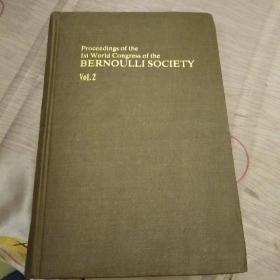 Proceedings of the
1st World Congress of the
BERNOULLI SOCIETY
Vol. 2